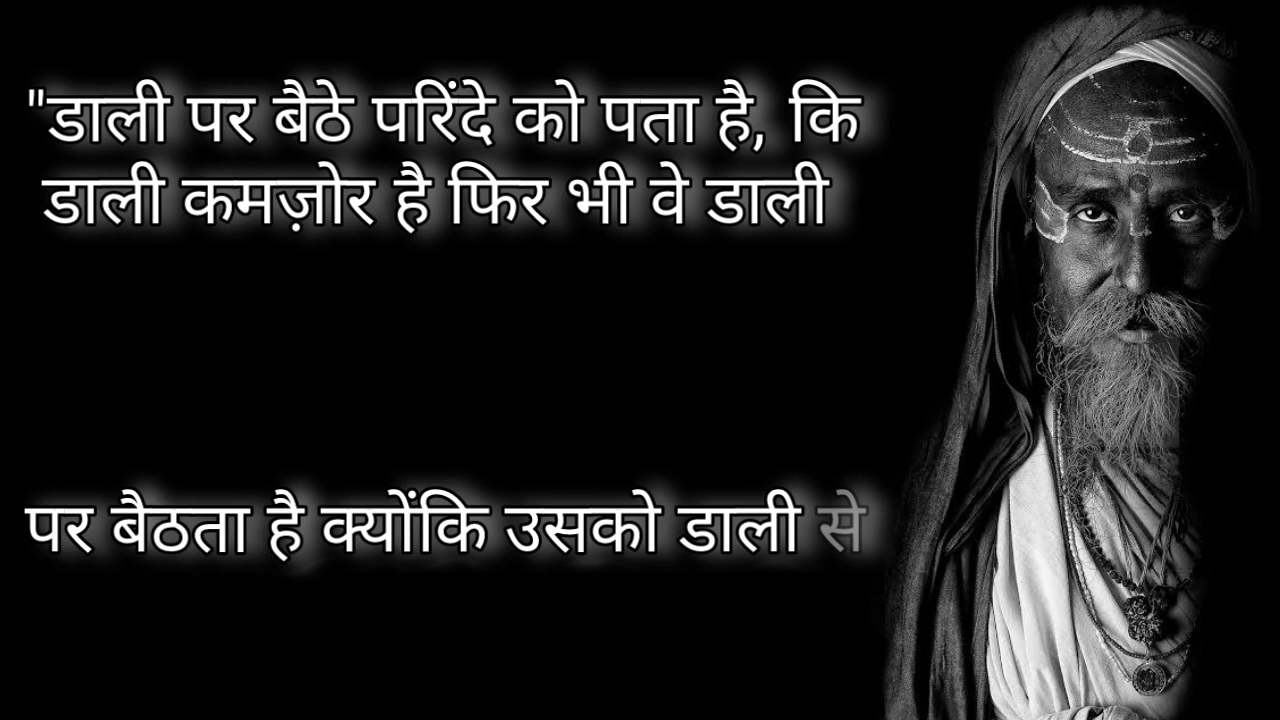 "डाली पर बैठे परिंदे को पता है, कि
डाली कमज़ोर है फिर भी वे डाली
पर बैठता है क्योंकि उसको डाली से